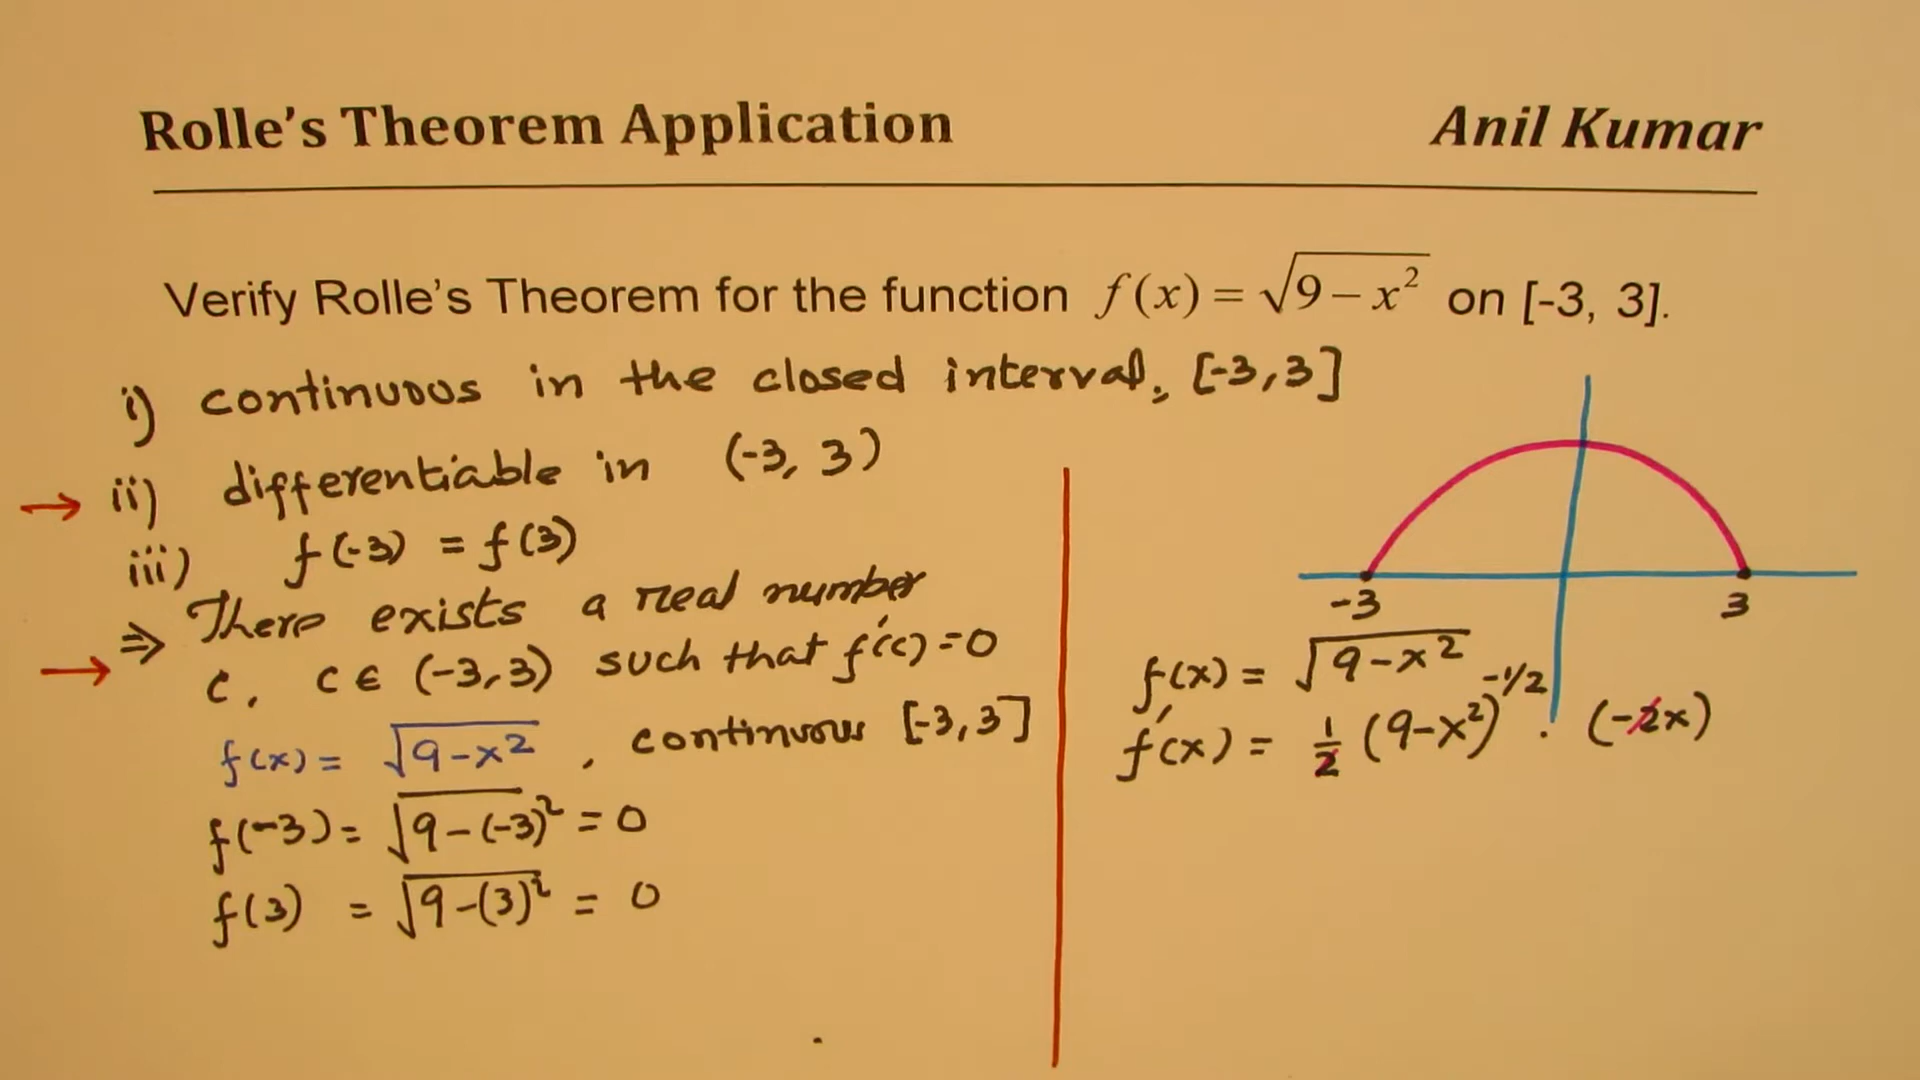 Rolle's Theorem Application
Anil Kumar
Verify Rolle's Theorem for the function f(x) = √(9 − x²) on [-3, 3].
i) continuous in the closed interval, [-3,3]
→ ii) differentiable in (-3, 3)
iii) f(-3) = f(3)
⇒ There exists a real number
→ c, c ∈ (-3,3) such that f'(c)=0
f(x) = √(9-x²), continuous [-3,3]
f(-3) = √(9-(-3)²) = 0
f(3) = √(9-(3)²) = 0
-3 3
f(x) = √(9-x²)
f'(x) = 1/2 (9-x²)^(-1/2) · (-2x)